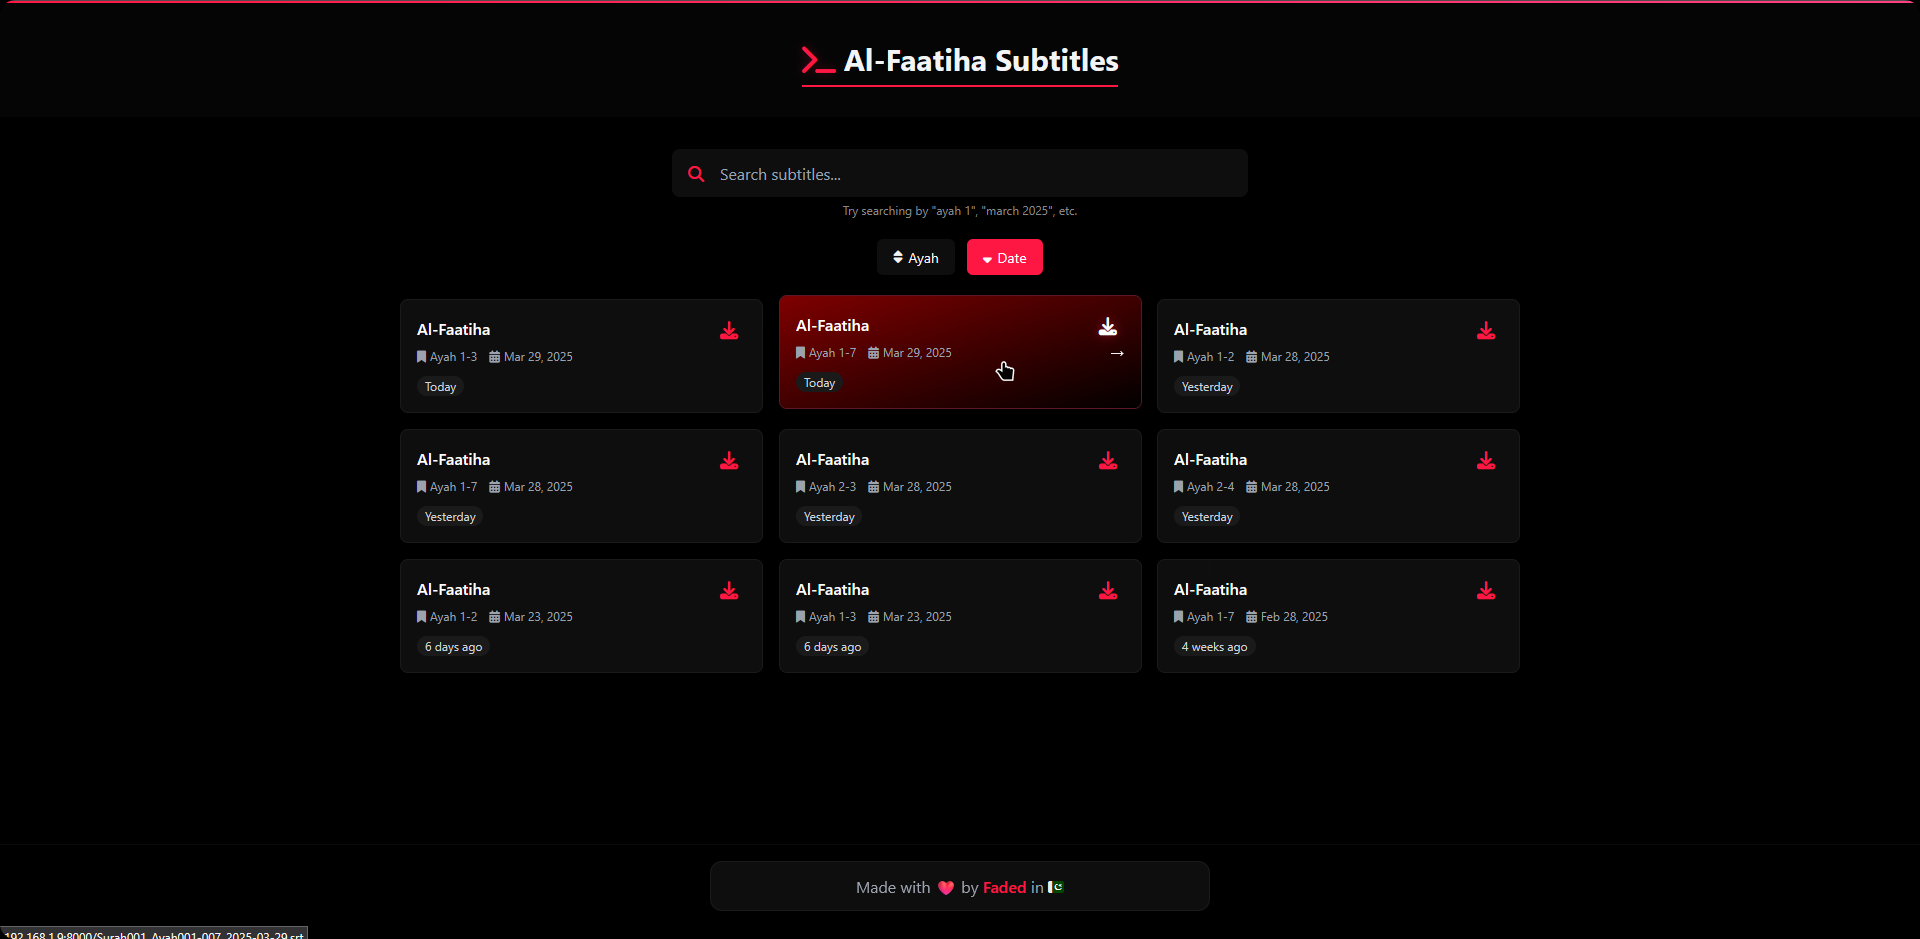 Al-Faatiha Subtitles
Search subtitles...
Try searching by "ayah 1", "march 2025", etc.
Ayah
Date
Al-Faatiha
Ayah 1-3 Mar 29, 2025
Today
Al-Faatiha
Ayah 1-7 Mar 29, 2025 →
Today
Al-Faatiha
Ayah 1-2 Mar 28, 2025
Yesterday
Al-Faatiha
Ayah 1-7 Mar 28, 2025
Yesterday
Al-Faatiha
Ayah 2-3 Mar 28, 2025
Yesterday
Al-Faatiha
Ayah 2-4 Mar 28, 2025
Yesterday
Al-Faatiha
Ayah 1-2 Mar 23, 2025
6 days ago
Al-Faatiha
Ayah 1-3 Mar 23, 2025
6 days ago
Al-Faatiha
Ayah 1-7 Feb 28, 2025
4 weeks ago
Made with ❤️ by Faded in 🇵🇰
192.168.1.9:8000/Surah001_Ayah001-007_2025-03-29.srt